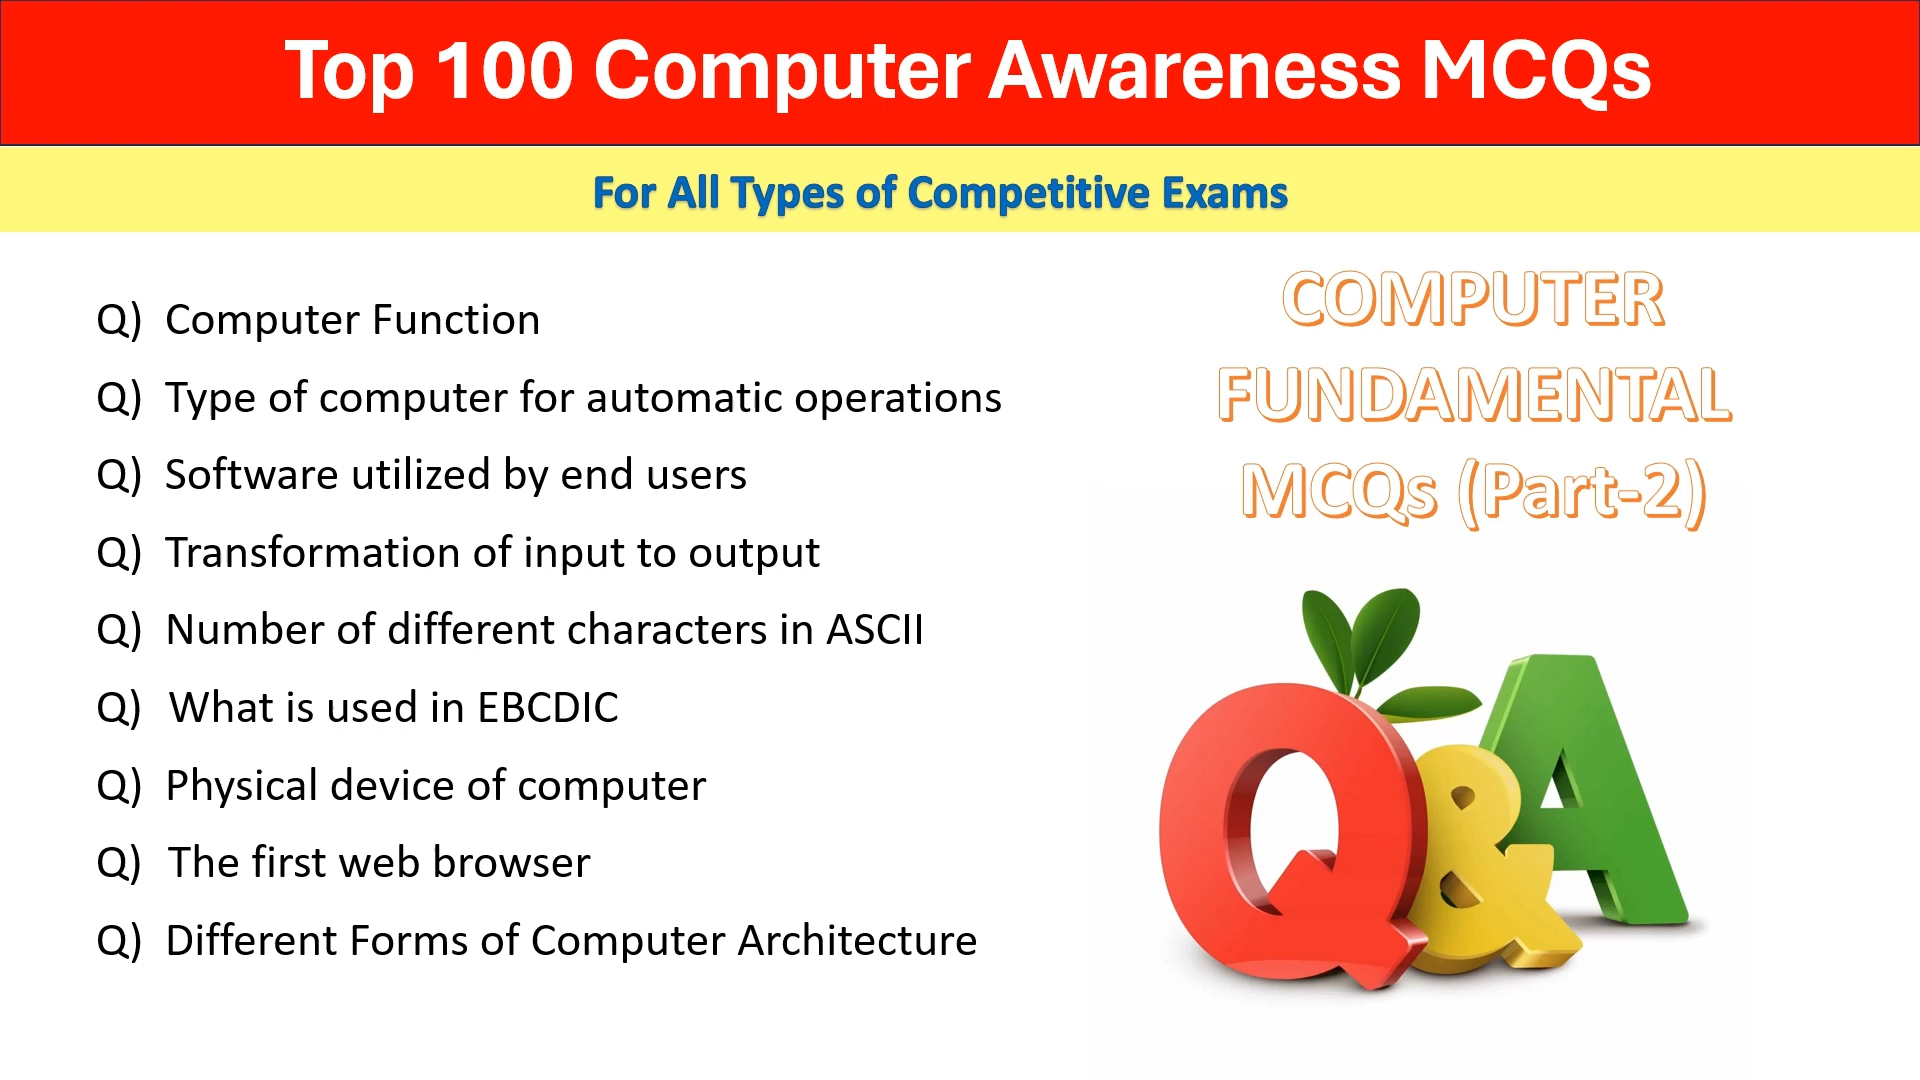 Top 100 Computer Awareness MCQs
For All Types of Competitive Exams
Q) Computer Function
Q) Type of computer for automatic operations
Q) Software utilized by end users
Q) Transformation of input to output
Q) Number of different characters in ASCII
Q) What is used in EBCDIC
Q) Physical device of computer
Q) The first web browser
Q) Different Forms of Computer Architecture
COMPUTER
FUNDAMENTAL
MCQs (Part-2)
Q&A